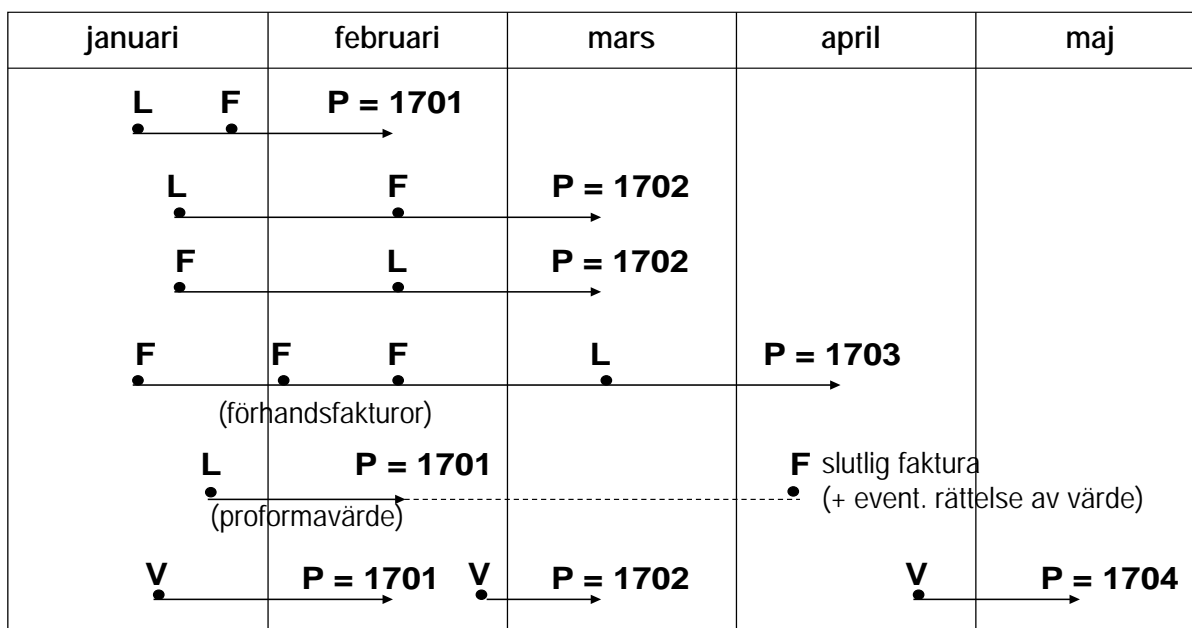 januari februari mars april maj
L F P = 1701
L F P = 1702
F L P = 1702
F F F L P = 1703
(förhandsfakturor)
L P = 1701 F slutlig faktura
(proformavärde) (+ event. rättelse av värde)
V P = 1701 V P = 1702 V P = 1704